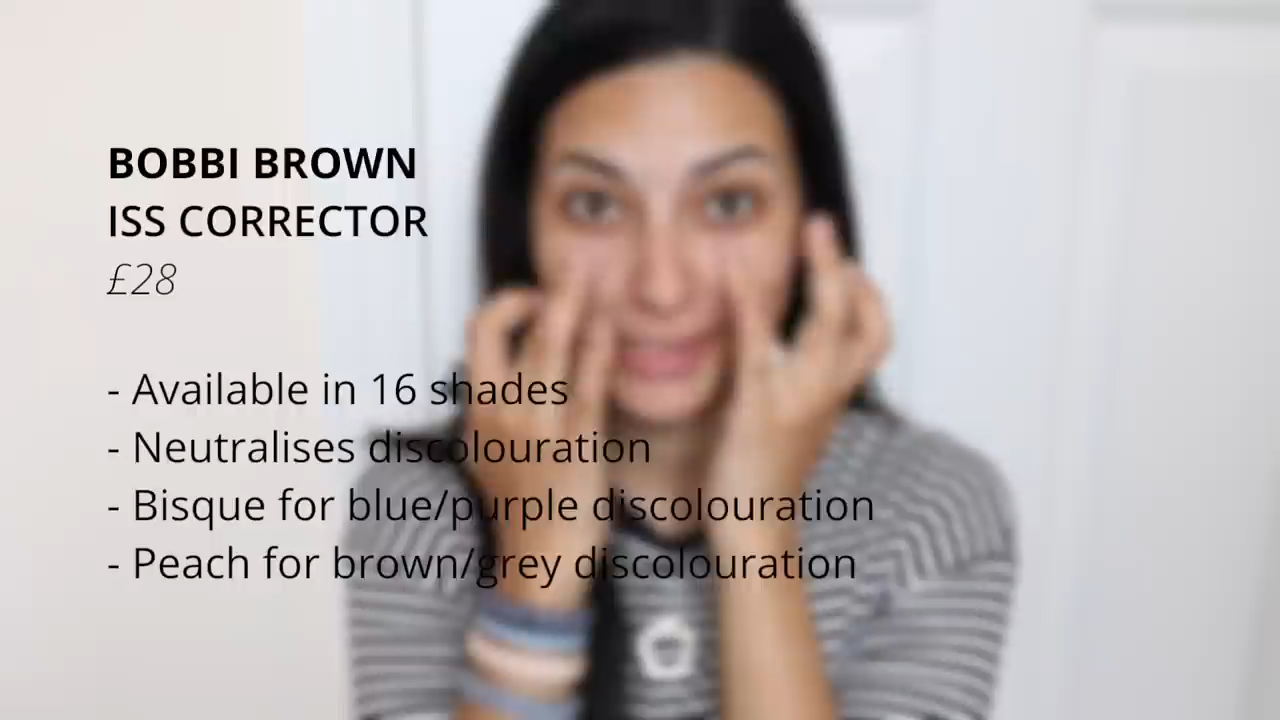 BOBBI BROWN
ISS CORRECTOR
£28
- Available in 16 shades
- Neutralises discolouration
- Bisque for blue/purple discolouration
- Peach for brown/grey discolouration